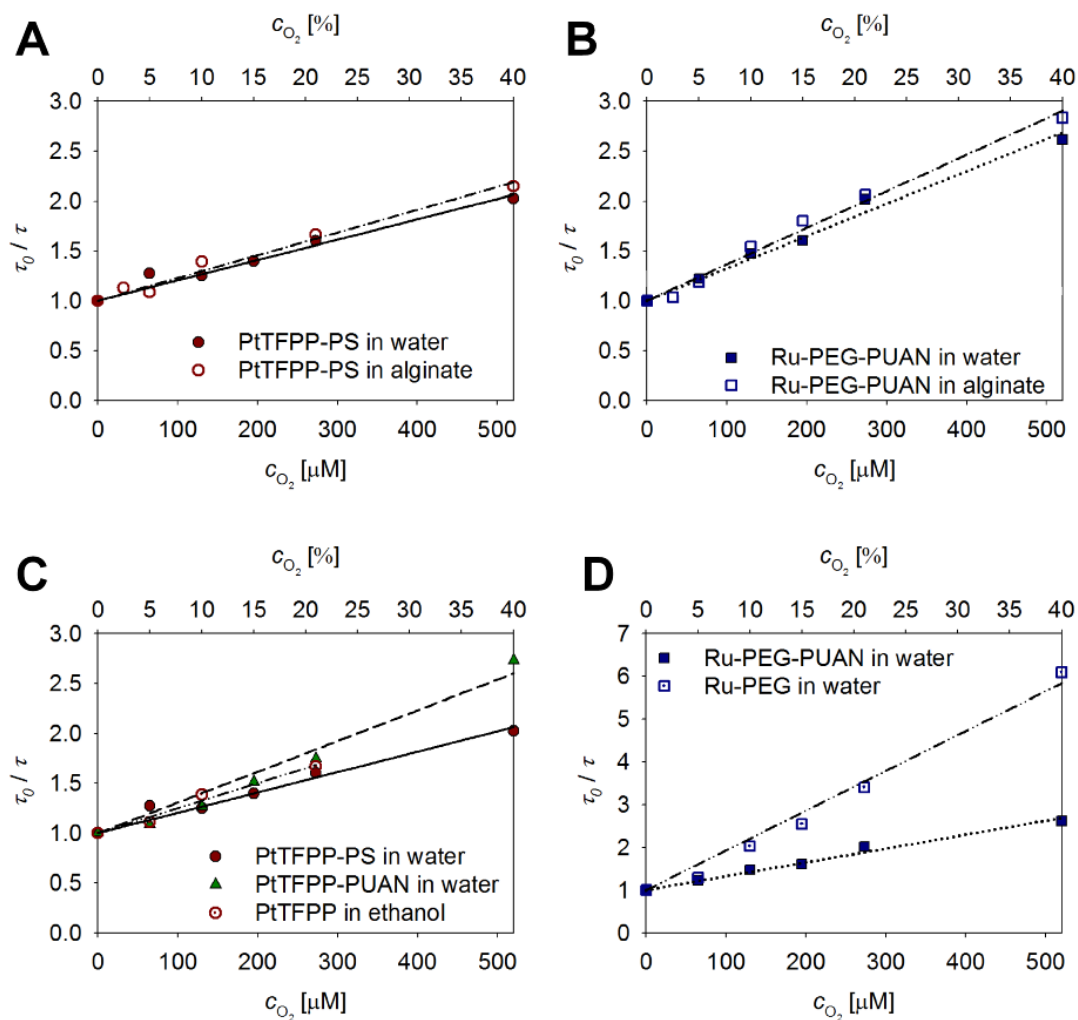 A
c O2 [%]
0 5 10 15 20 25 30 35 40
3.0
2.5
2.0
1.5
1.0
0.5
0.0
τ0 / τ
PtTFPP-PS in water
PtTFPP-PS in alginate
0 100 200 300 400 500
c O2 [μM]
B
c O2 [%]
0 5 10 15 20 25 30 35 40
3.0
2.5
2.0
1.5
1.0
0.5
0.0
τ0 / τ
Ru-PEG-PUAN in water
Ru-PEG-PUAN in alginate
0 100 200 300 400 500
c O2 [μM]
C
c O2 [%]
0 5 10 15 20 25 30 35 40
3.0
2.5
2.0
1.5
1.0
0.5
0.0
τ0 / τ
PtTFPP-PS in water
PtTFPP-PUAN in water
PtTFPP in ethanol
0 100 200 300 400 500
c O2 [μM]
D
c O2 [%]
0 5 10 15 20 25 30 35 40
7
6
5
4
3
2
1
0
τ0 / τ
Ru-PEG-PUAN in water
Ru-PEG in water
0 100 200 300 400 500
c O2 [μM]